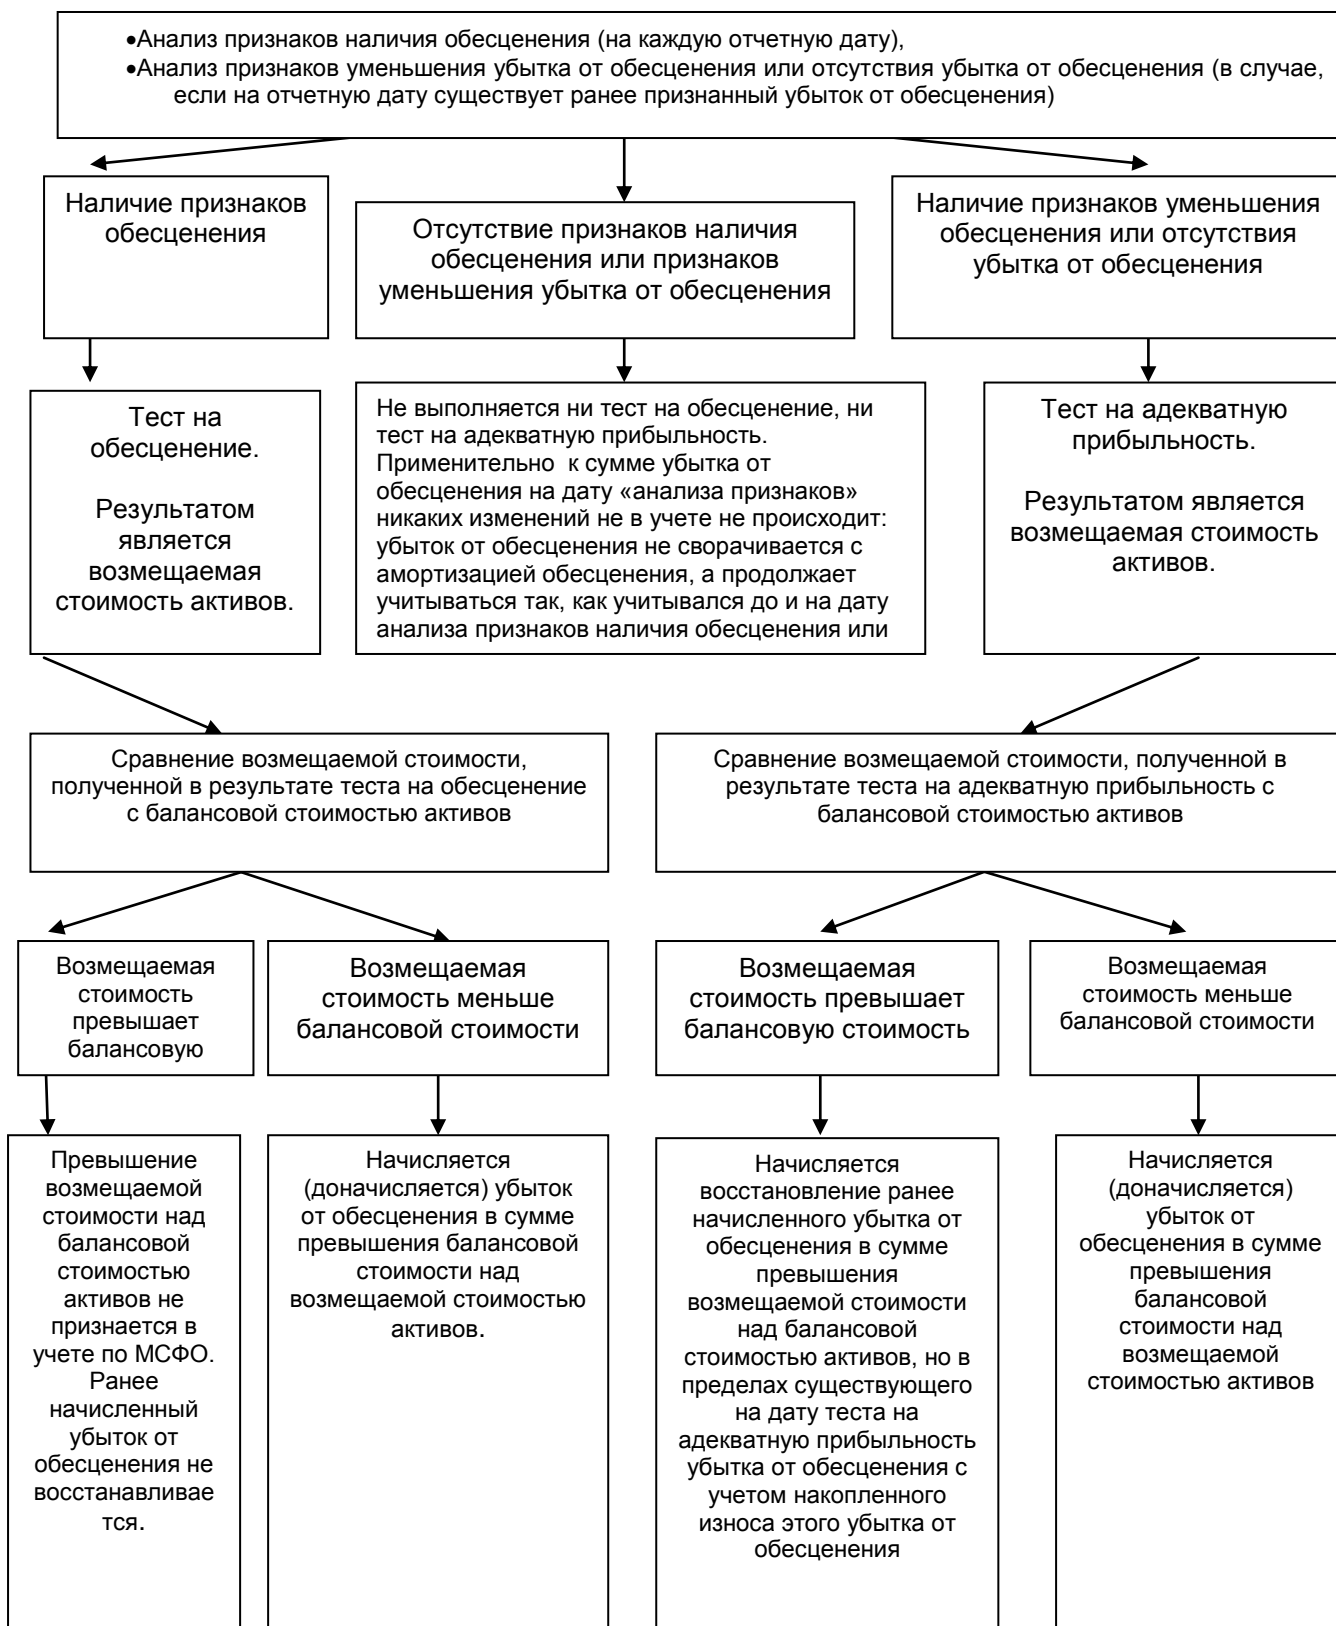 •Анализ признаков наличия обесценения (на каждую отчетную дату),
•Анализ признаков уменьшения убытка от обесценения или отсутствия убытка от обесценения (в случае,
если на отчетную дату существует ранее признанный убыток от обесценения)
Наличие признаков
обесценения
Отсутствие признаков наличия
обесценения или признаков
уменьшения убытка от обесценения
Наличие признаков уменьшения
обесценения или отсутствия
убытка от обесценения
Тест на
обесценение.
Результатом
является
возмещаемая
стоимость активов.
Не выполняется ни тест на обесценение, ни
тест на адекватную прибыльность.
Применительно к сумме убытка от
обесценения на дату «анализа признаков»
никаких изменений не в учете не происходит:
убыток от обесценения не сворачивается с
амортизацией обесценения, а продолжает
учитываться так, как учитывался до и на дату
анализа признаков наличия обесценения или
Тест на адекватную
прибыльность.
Результатом является
возмещаемая стоимость
активов.
Сравнение возмещаемой стоимости,
полученной в результате теста на обесценение
с балансовой стоимостью активов
Сравнение возмещаемой стоимости, полученной в
результате теста на адекватную прибыльность с
балансовой стоимостью активов
Возмещаемая
стоимость
превышает
балансовую
Возмещаемая
стоимость меньше
балансовой стоимости
Возмещаемая
стоимость превышает
балансовую стоимость
Возмещаемая
стоимость меньше
балансовой стоимости
Превышение
возмещаемой
стоимости над
балансовой
стоимостью
активов не
признается в
учете по МСФО.
Ранее
начисленный
убыток от
обесценения не
восстанавливае
тся.
Начисляется
(доначисляется) убыток
от обесценения в сумме
превышения балансовой
стоимости над
возмещаемой стоимостью
активов.
Начисляется
восстановление ранее
начисленного убытка от
обесценения в сумме
превышения
возмещаемой стоимости
над балансовой
стоимостью активов, но в
пределах существующего
на дату теста на
адекватную прибыльность
убытка от обесценения с
учетом накопленного
износа этого убытка от
обесценения
Начисляется
(доначисляется)
убыток от
обесценения в сумме
превышения
балансовой
стоимости над
возмещаемой
стоимостью активов